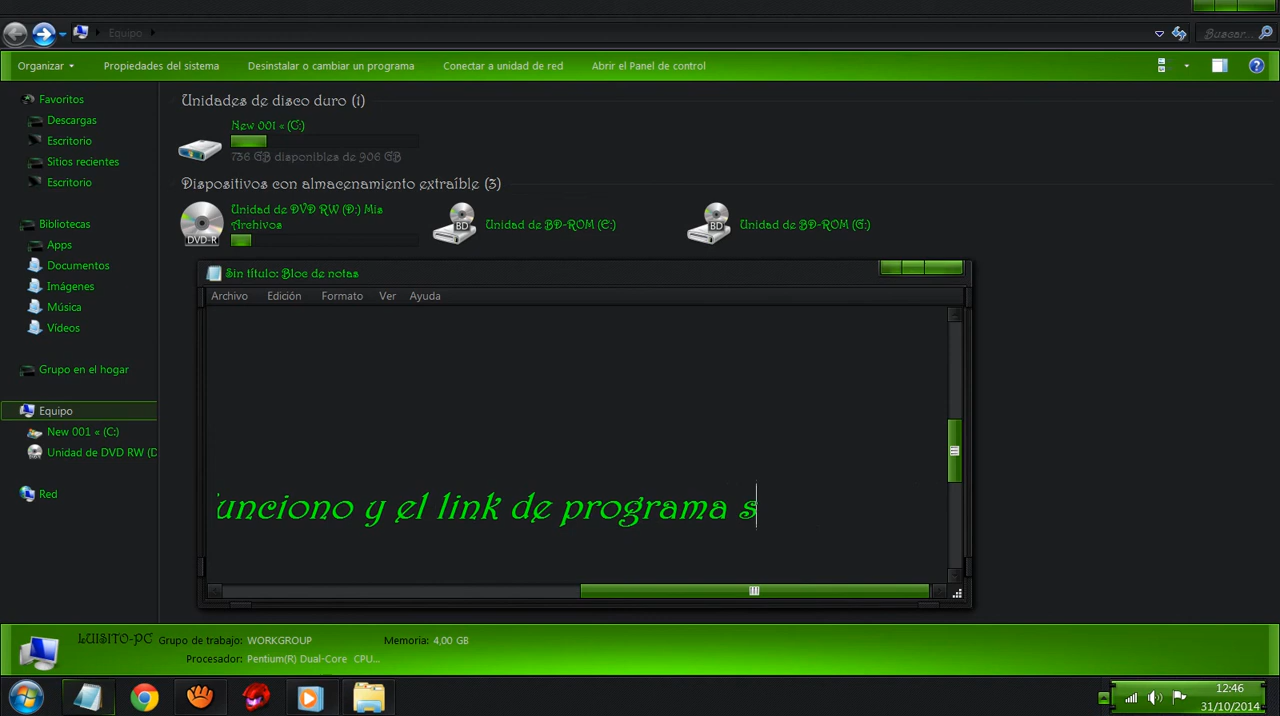 Equipo
Buscar...
Organizar
Propiedades del sistema
Desinstalar o cambiar un programa
Conectar a unidad de red
Abrir el Panel de control
Favoritos
Descargas
Escritorio
Sitios recientes
Escritorio
Bibliotecas
Apps
Documentos
Imágenes
Música
Vídeos
Grupo en el hogar
Equipo
New 001 « (C:)
Unidad de DVD RW (D
Red
Unidades de disco duro (1)
New 001 « (C:)
736 GB disponibles de 906 GB
Dispositivos con almacenamiento extraíble (3)
Unidad de DVD RW (D:) Mis
Archivos
DVD-R
BD
Unidad de BD-ROM (E:)
BD
Unidad de BD-ROM (G:)
Sin título: Bloc de notas
Archivo
Edición
Formato
Ver
Ayuda
funciono y el link de programa s
LUISITO-PC
Grupo de trabajo: WORKGROUP
Memoria: 4,00 GB
Procesador: Pentium(R) Dual-Core CPU...
12:46
31/10/2014